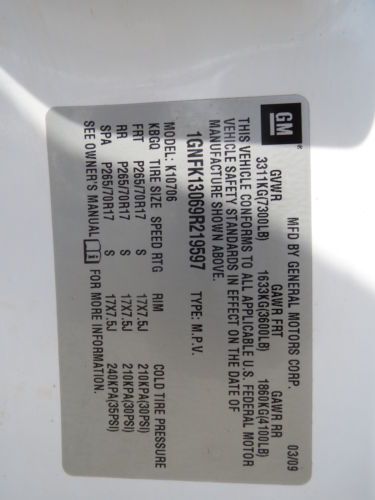 GM
MFD BY GENERAL MOTORS CORP. 03/09
GVWR GAWR FRT GAWR RR
3311KG(7300LB) 1633KG(3600LB) 1860KG(4100LB)
THIS VEHICLE CONFORMS TO ALL APPLICABLE U.S. FEDERAL MOTOR
VEHICLE SAFETY STANDARDS IN EFFECT ON THE DATE OF
MANUFACTURE SHOWN ABOVE.
1GNFK13069R219597 TYPE: M.P.V.
MODEL: K10706
KBGQ TIRE SIZE SPEED RTG RIM COLD TIRE PRESSURE
FRT P265/70R17 S 17X7.5J 210KPA(30PSI)
RR P265/70R17 S 17X7.5J 210KPA(30PSI)
SPA P265/70R17 S 17X7.5J 240KPA(35PSI)
SEE OWNER'S MANUAL FOR MORE INFORMATION.